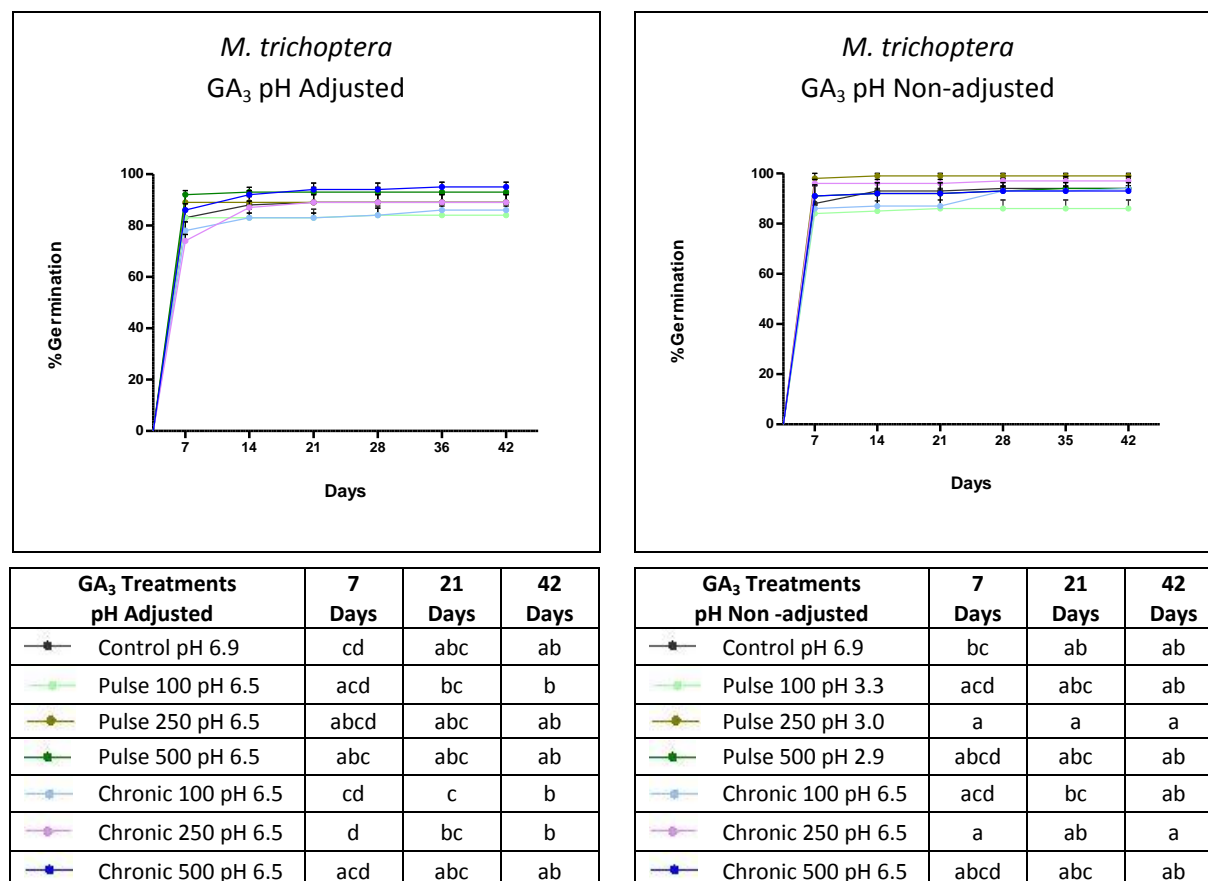 M. trichoptera
GA3 pH Adjusted
100
80
60
40
20
0
%Germination
7 14 21 28 36 42
Days
M. trichoptera
GA3 pH Non-adjusted
100
80
60
40
20
0
%Germination
7 14 21 28 35 42
Days
GA3 Treatments pH Adjusted 7 Days 21 Days 42 Days
Control pH 6.9 cd abc ab
Pulse 100 pH 6.5 acd bc b
Pulse 250 pH 6.5 abcd abc ab
Pulse 500 pH 6.5 abc abc ab
Chronic 100 pH 6.5 cd c b
Chronic 250 pH 6.5 d bc b
Chronic 500 pH 6.5 acd abc ab
GA3 Treatments pH Non -adjusted 7 Days 21 Days 42 Days
Control pH 6.9 bc ab ab
Pulse 100 pH 3.3 acd abc ab
Pulse 250 pH 3.0 a a a
Pulse 500 pH 2.9 abcd abc ab
Chronic 100 pH 6.5 acd bc ab
Chronic 250 pH 6.5 a ab a
Chronic 500 pH 6.5 abcd abc ab